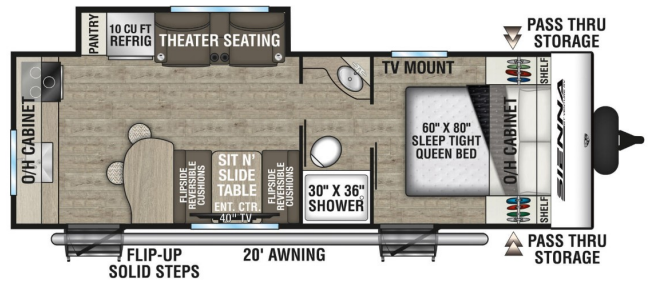 PASS THRU
STORAGE
PANTRY
10 CU FT
REFRIG
THEATER SEATING
TV MOUNT
SHELF
O/H CABINET
60" X 80"
SLEEP TIGHT
QUEEN BED
O/H CABINET
SIENNA
FLIPSIDE
REVERSIBLE
CUSHIONS
SIT N'
SLIDE
TABLE
ENT. CTR.
40" TV
FLIPSIDE
REVERSIBLE
CUSHIONS
30" X 36"
SHOWER
SHELF
FLIP-UP
SOLID STEPS
20' AWNING
PASS THRU
STORAGE